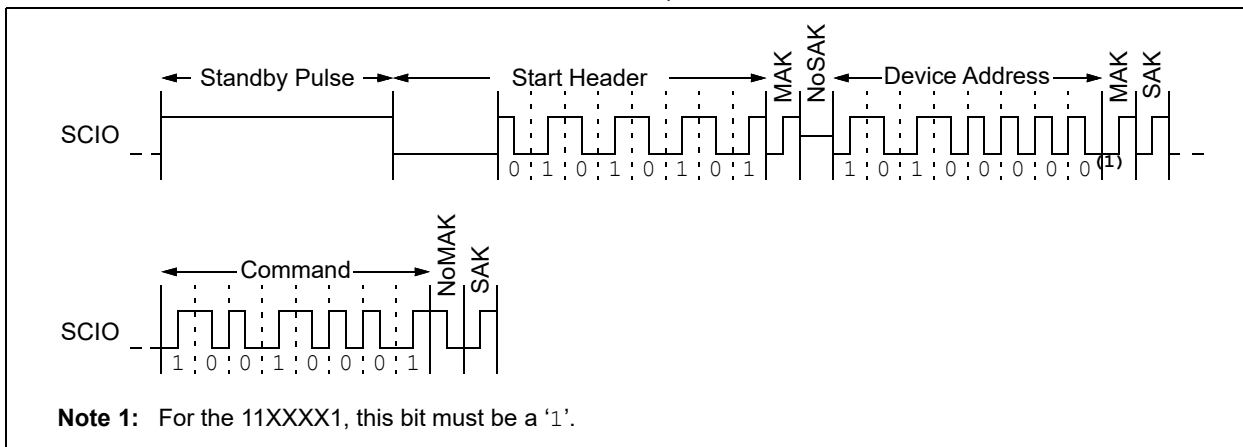 Standby Pulse
Start Header
MAK
NoSAK
Device Address
MAK
SAK
SCIO
0 1 0 1 0 1 0 1
1 0 1 0 0 0 0 0(1)
Command
NoMAK
SAK
SCIO
1 0 0 1 0 0 0 1
Note 1: For the 11XXXX1, this bit must be a ‘1’.